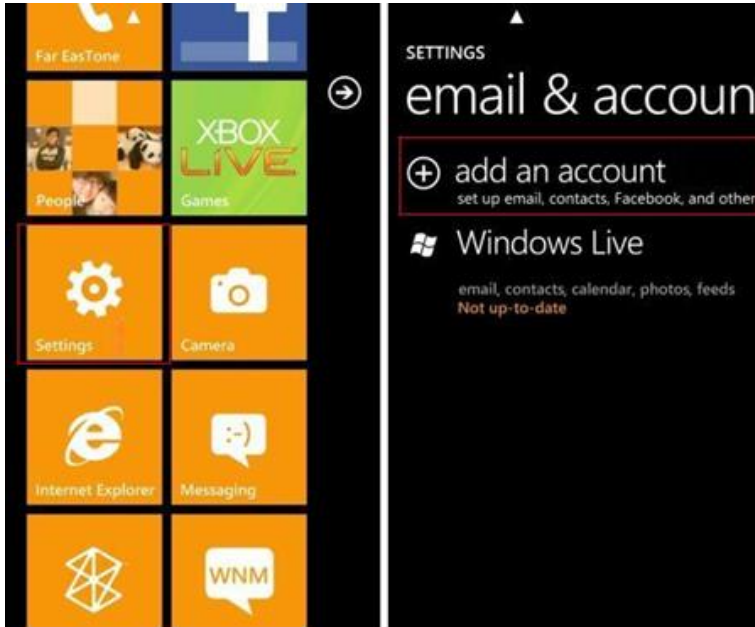 Far EasTone
People
XBOX
LIVE
Games
Settings
Camera
Internet Explorer
:-)
Messaging
WNM
SETTINGS
email & accoun
add an account
set up email, contacts, Facebook, and other
Windows Live
email, contacts, calendar, photos, feeds
Not up-to-date